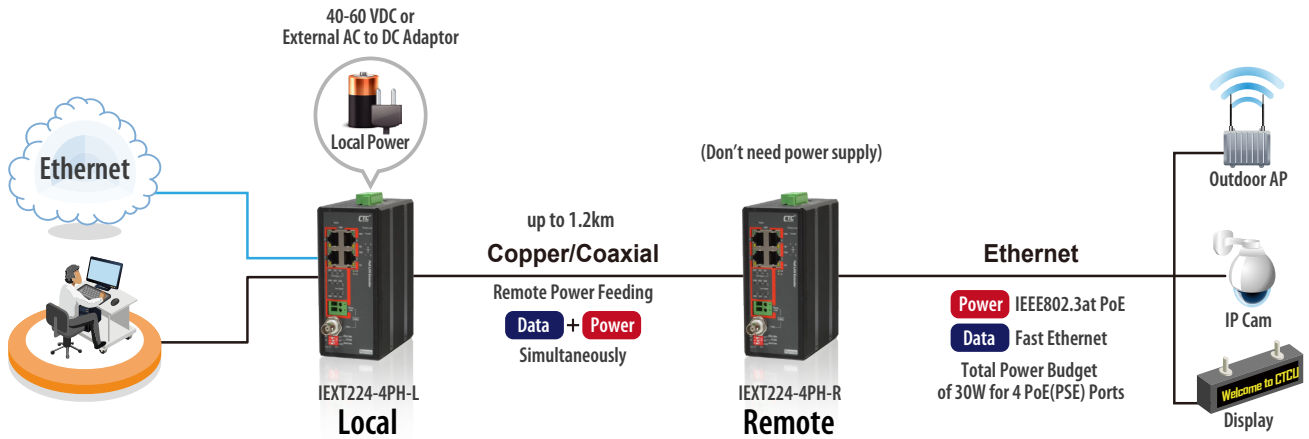 40-60 VDC or
External AC to DC Adaptor
Local Power
Ethernet
(Don't need power supply)
Outdoor AP
CTC
CTC
up to 1.2km
Copper/Coaxial
Remote Power Feeding
Data + Power
Simultaneously
Ethernet
Power IEEE802.3at PoE
Data Fast Ethernet
Total Power Budget
of 30W for 4 PoE(PSE) Ports
IP Cam
Welcome to CTCU
Display
IEXT224-4PH-L
Local
IEXT224-4PH-R
Remote